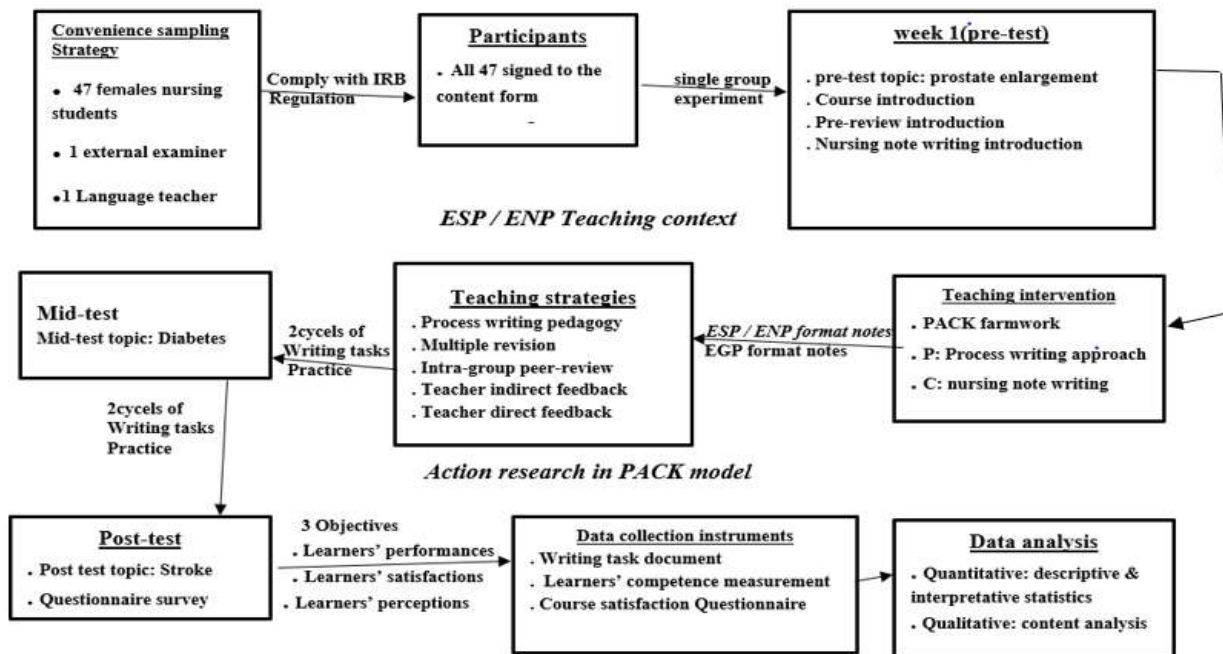 Convenience sampling
Strategy
• 47 females nursing
students
• 1 external examiner
•1 Language teacher
Comply with IRB
Regulation
Participants
. All 47 signed to the
content form
-
single group
experiment
week 1(pre-test)
. pre-test topic: prostate enlargement
. Course introduction
. Pre-review introduction
. Nursing note writing introduction
ESP / ENP Teaching context
Teaching intervention
. PACK farmwork
. P: Process writing approach
. C: nursing note writing
ESP / ENP format notes
EGP format notes
Teaching strategies
. Process writing pedagogy
. Multiple revision
. Intra-group peer-review
. Teacher indirect feedback
. Teacher direct feedback
2cycels of
Writing tasks
Practice
Mid-test
Mid-test topic: Diabetes
2cycels of
Writing tasks
Practice
Action research in PACK model
Post-test
. Post test topic: Stroke
. Questionnaire survey
3 Objectives
. Learners' performances
. Learners' satisfactions
. Learners' perceptions
Data collection instruments
. Writing task document
. Learners' competence measurement
. Course satisfaction Questionnaire
Data analysis
. Quantitative: descriptive &
interpretative statistics
. Qualitative: content analysis